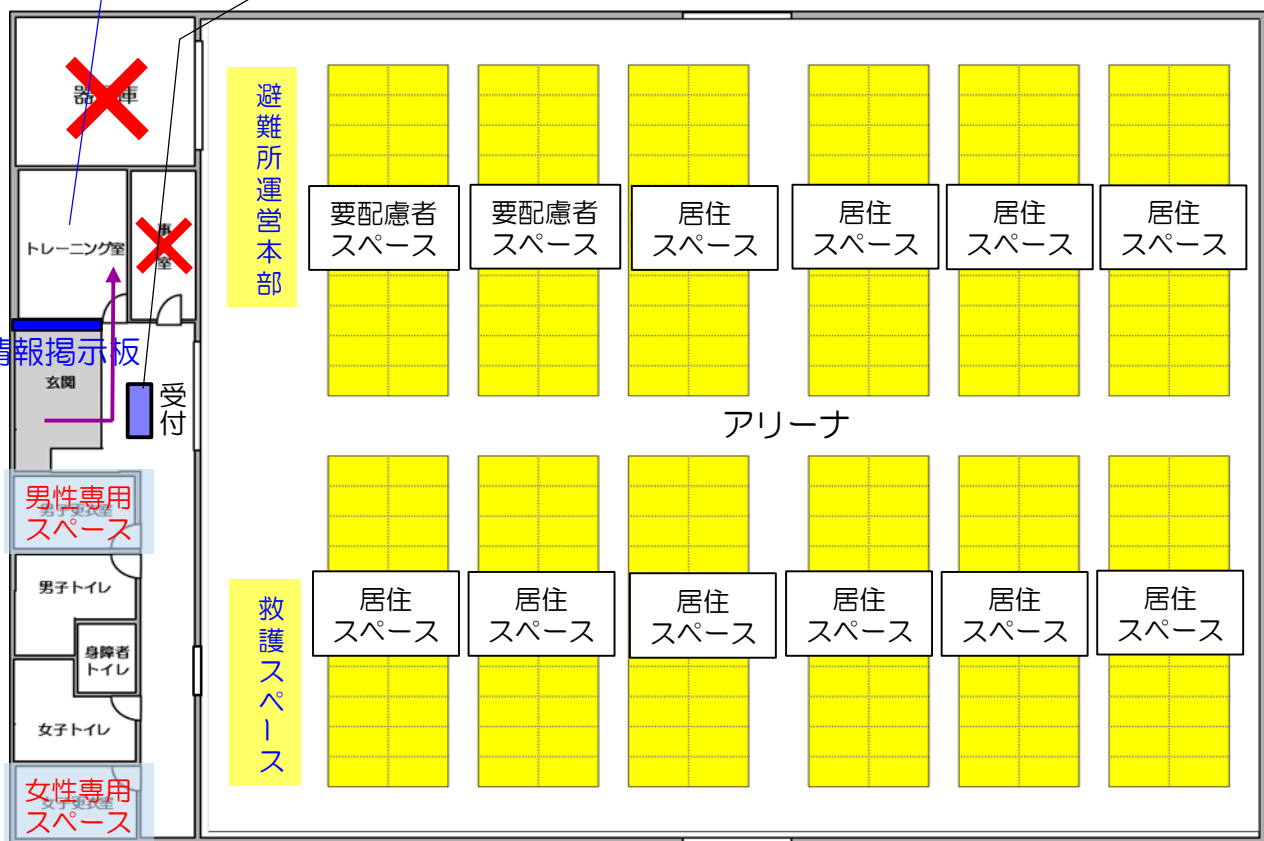 器 庫
トレーニング室
事
室
情報掲示板
玄関
受付
男性専用
スペース
男子更衣室
男子トイレ
身障者
トイレ
女子トイレ
女性専用
スペース
女子更衣室
避難所運営本部
要配慮者
スペース
要配慮者
スペース
居住
スペース
居住
スペース
居住
スペース
居住
スペース
アリーナ
救護スペース
居住
スペース
居住
スペース
居住
スペース
居住
スペース
居住
スペース
居住
スペース